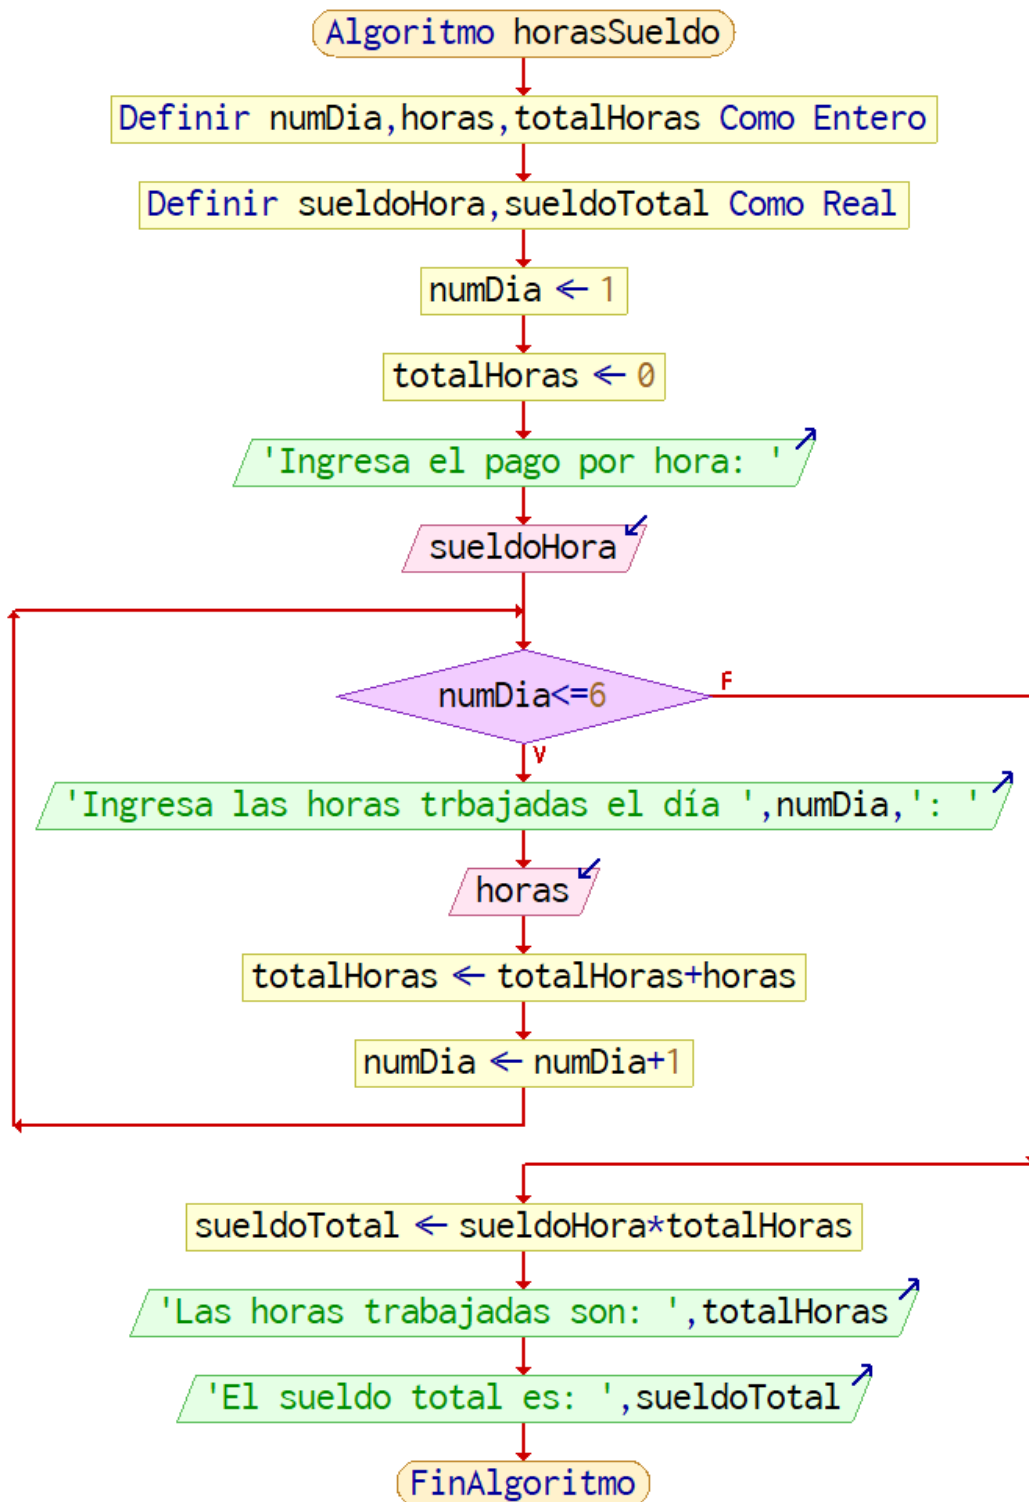 Algoritmo horasSueldo
Definir numDia,horas,totalHoras Como Entero
Definir sueldoHora,sueldoTotal Como Real
numDia ← 1
totalHoras ← 0
'Ingresa el pago por hora: '
sueldoHora
numDia<=6
F
V
'Ingresa las horas trbajadas el día ',numDia,': '
horas
totalHoras ← totalHoras+horas
numDia ← numDia+1
sueldoTotal ← sueldoHora*totalHoras
'Las horas trabajadas son: ',totalHoras
'El sueldo total es: ',sueldoTotal
FinAlgoritmo